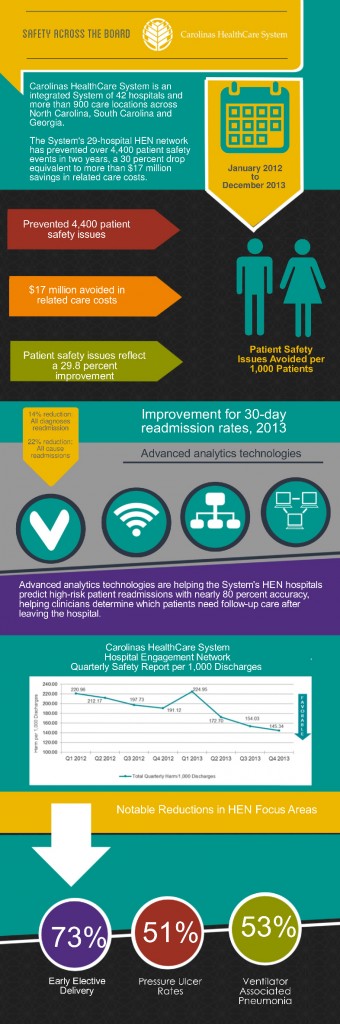 SAFETY ACROSS THE BOARD
Carolinas HealthCare System
Carolinas HealthCare System is an
integrated System of 42 hospitals and
more than 900 care locations across
North Carolina, South Carolina and
Georgia.
The System's 29-hospital HEN network
has prevented over 4,400 patient safety
events in two years, a 30 percent drop
equivalent to more than $17 million
savings in related care costs.
January 2012
to
December 2013
Prevented 4,400 patient
safety issues
$17 million avoided in
related care costs
Patient safety issues reflect
a 29.8 percent
improvement
Patient Safety
Issues Avoided per
1,000 Patients
14% reduction:
All diagnoses
readmission
22% reduction:
All cause
readmissions
Improvement for 30-day
readmission rates, 2013
Advanced analytics technologies
Advanced analytics technologies are helping the System's HEN hospitals
predict high-risk patient readmissions with nearly 80 percent accuracy,
helping clinicians determine which patients need follow-up care after
leaving the hospital.
Carolinas HealthCare System
Hospital Engagement Network
Quarterly Safety Report per 1,000 Discharges
Harm per 1,000 Discharges
240.00
220.00
200.00
180.00
160.00
140.00
120.00
100.00
212.17
197.73
191.12
224.95
172.70
154.03
145.34
Q1 2012 Q2 2012 Q3 2012 Q4 2012 Q1 2013 Q2 2013 Q3 2013 Q4 2013
FAVORABLE
Total Quarterly Harm/1,000 Discharges
Notable Reductions in HEN Focus Areas
73%
51%
53%
Early Elective
Delivery
Pressure Ulcer
Rates
Ventilator
Associated
Pneumonia